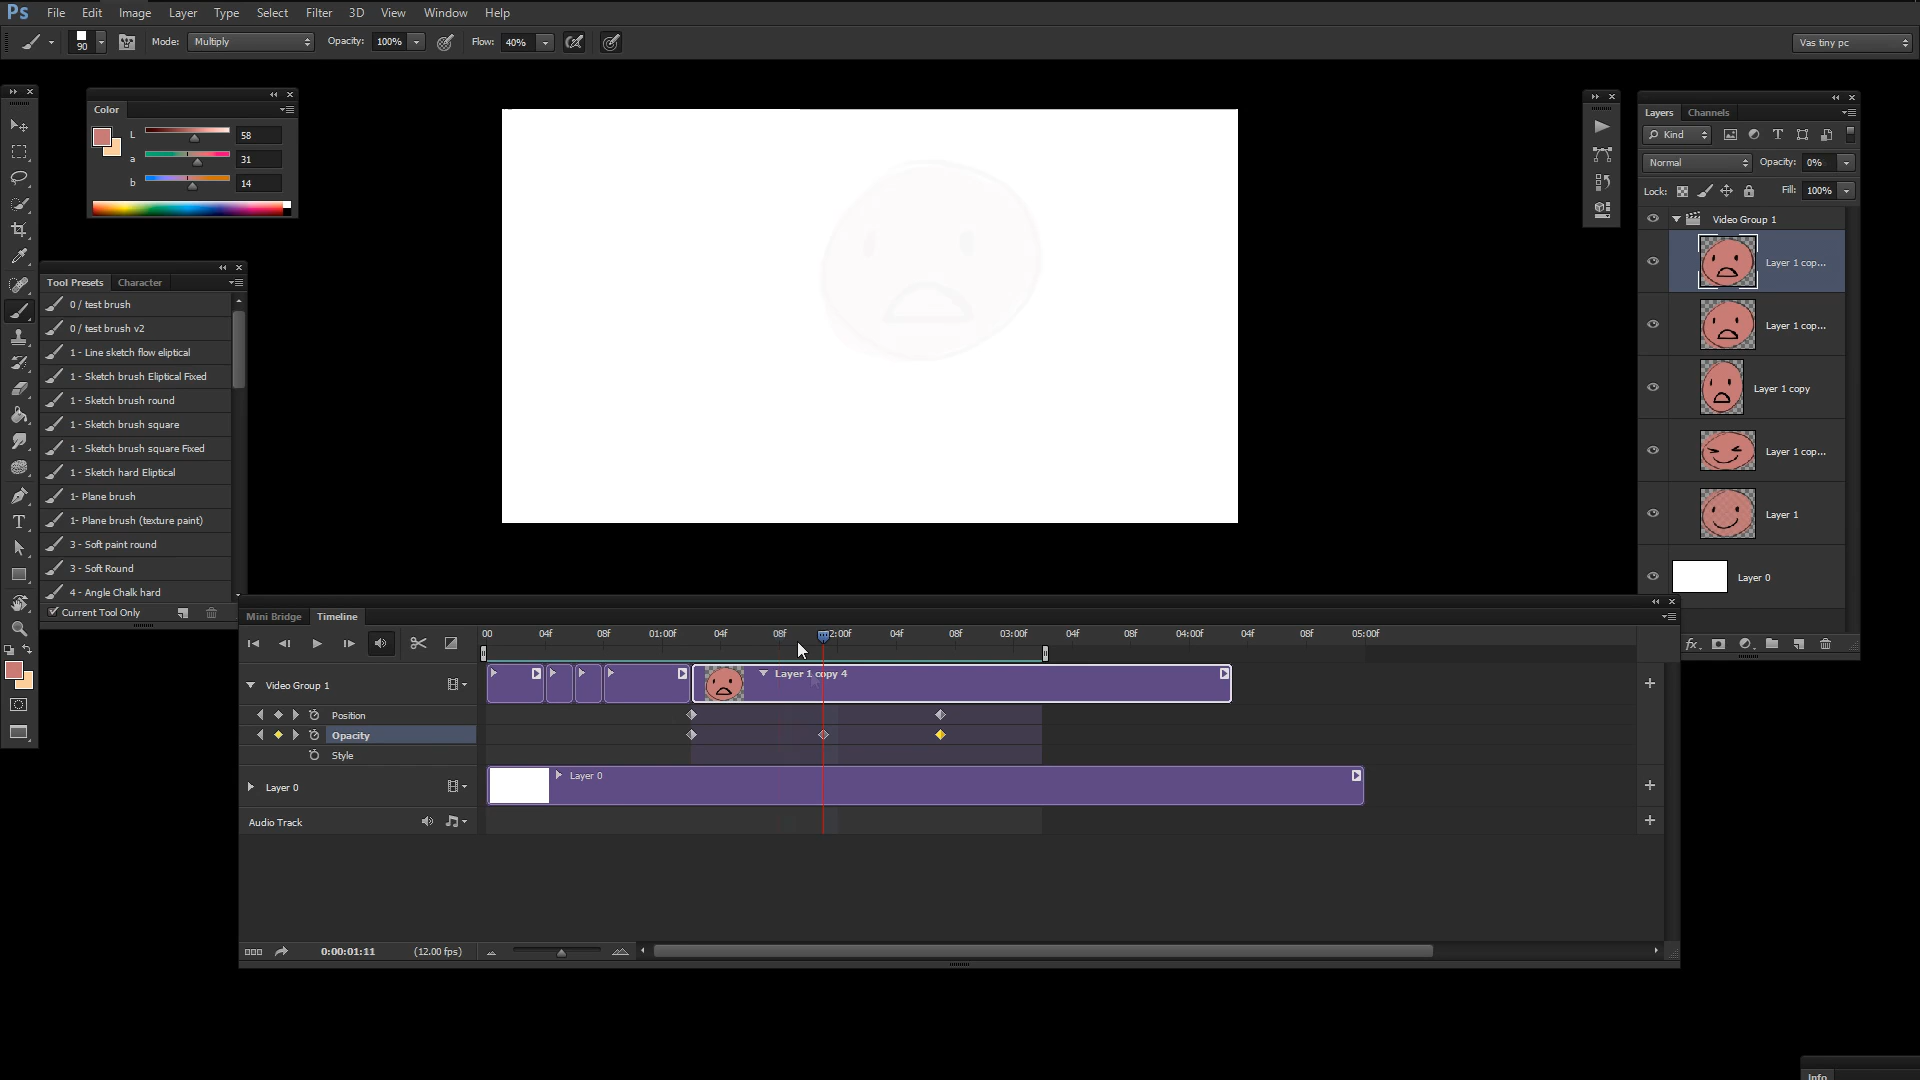 Ps File Edit Image Layer Type Select Filter 3D View Window Help
90 Mode: Multiply Opacity: 100% Flow: 40% Vas tiny pc
Color
L 58
a 31
b 14
Tool Presets Character
0 / test brush
0 / test brush v2
1 - Line sketch flow eliptical
1 - Sketch brush Eliptical Fixed
1 - Sketch brush round
1 - Sketch brush square
1 - Sketch brush square Fixed
1 - Sketch hard Eliptical
1- Plane brush
1- Plane brush (texture paint)
3 - Soft paint round
3 - Soft Round
4 - Angle Chalk hard
Current Tool Only
Layers Channels
Kind
Normal Opacity: 0%
Lock: Fill: 100%
Video Group 1
Layer 1 cop...
Layer 1 cop...
Layer 1 copy
Layer 1 cop...
Layer 1
Layer 0
fx.
Mini Bridge Timeline
00 04f 08f 01:00f 04f 08f 2:00f 04f 08f 03:00f 04f 08f 04:00f 04f 08f 05:00f
Video Group 1 Layer 1 copy 4
Position
Opacity
Style
Layer 0 Layer 0
Audio Track
0:00:01:11 (12.00 fps)
Info